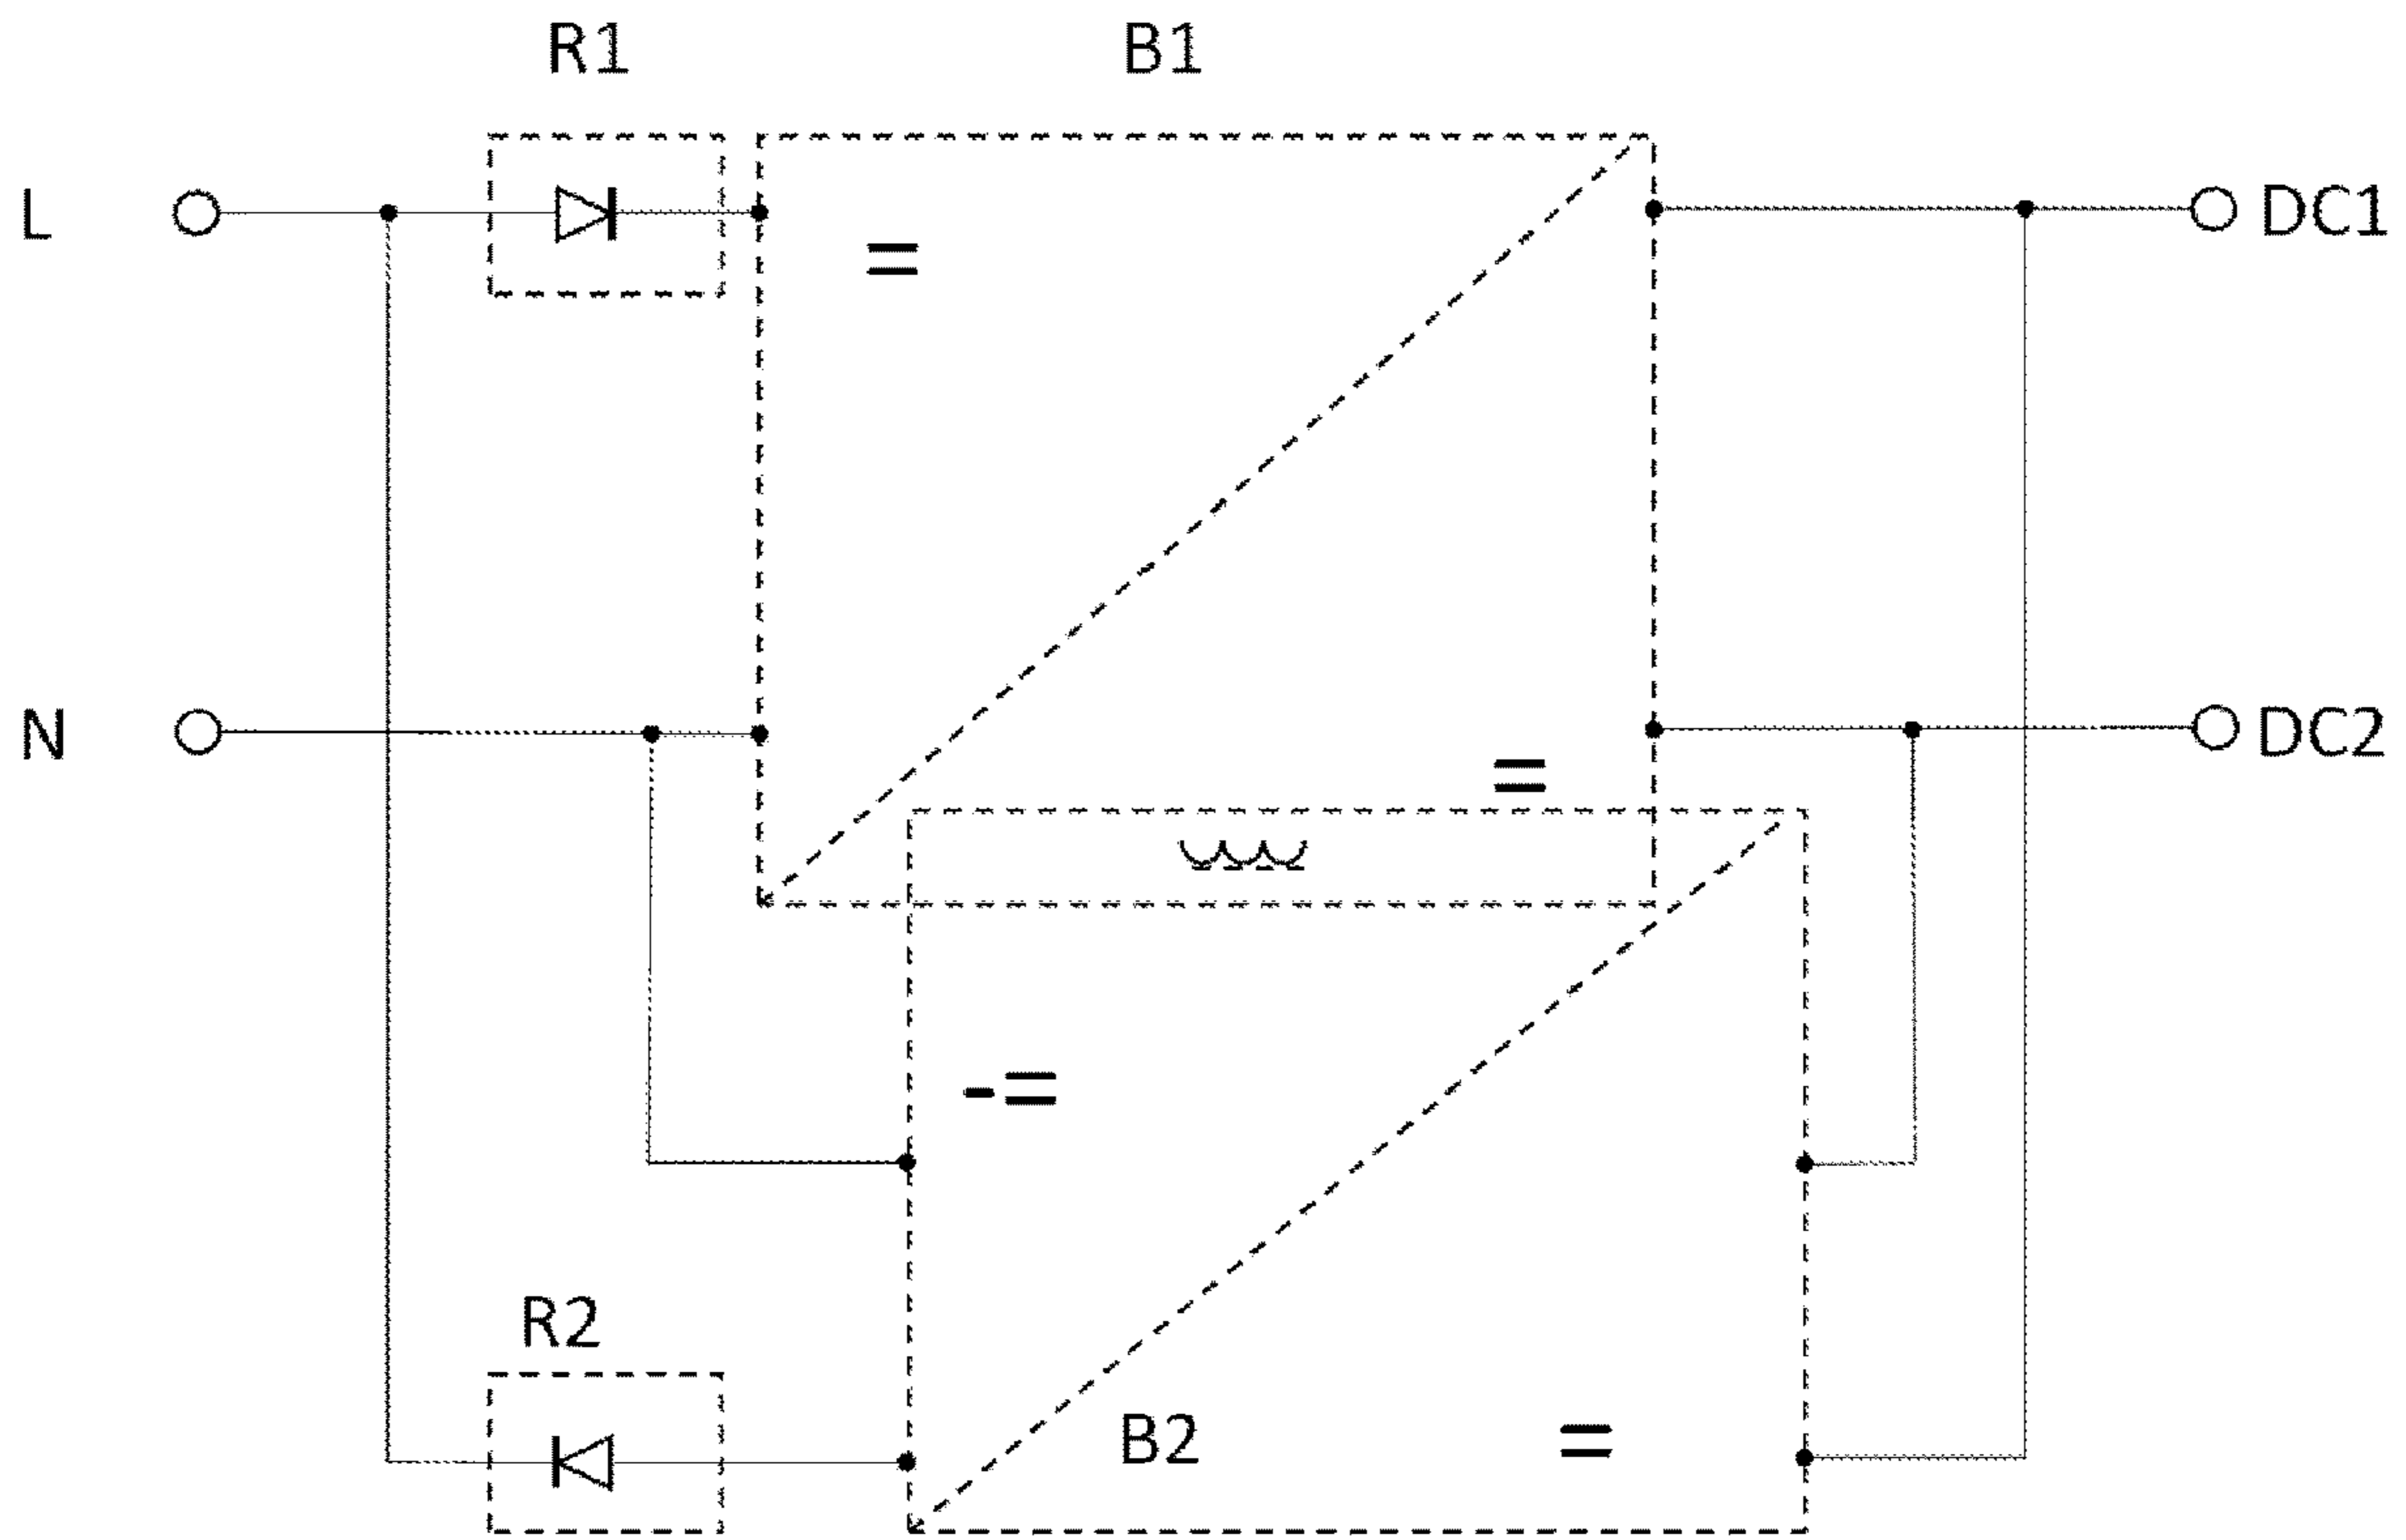 R1 B1
L DC1
=
N DC2
=
-=
R2
B2 =